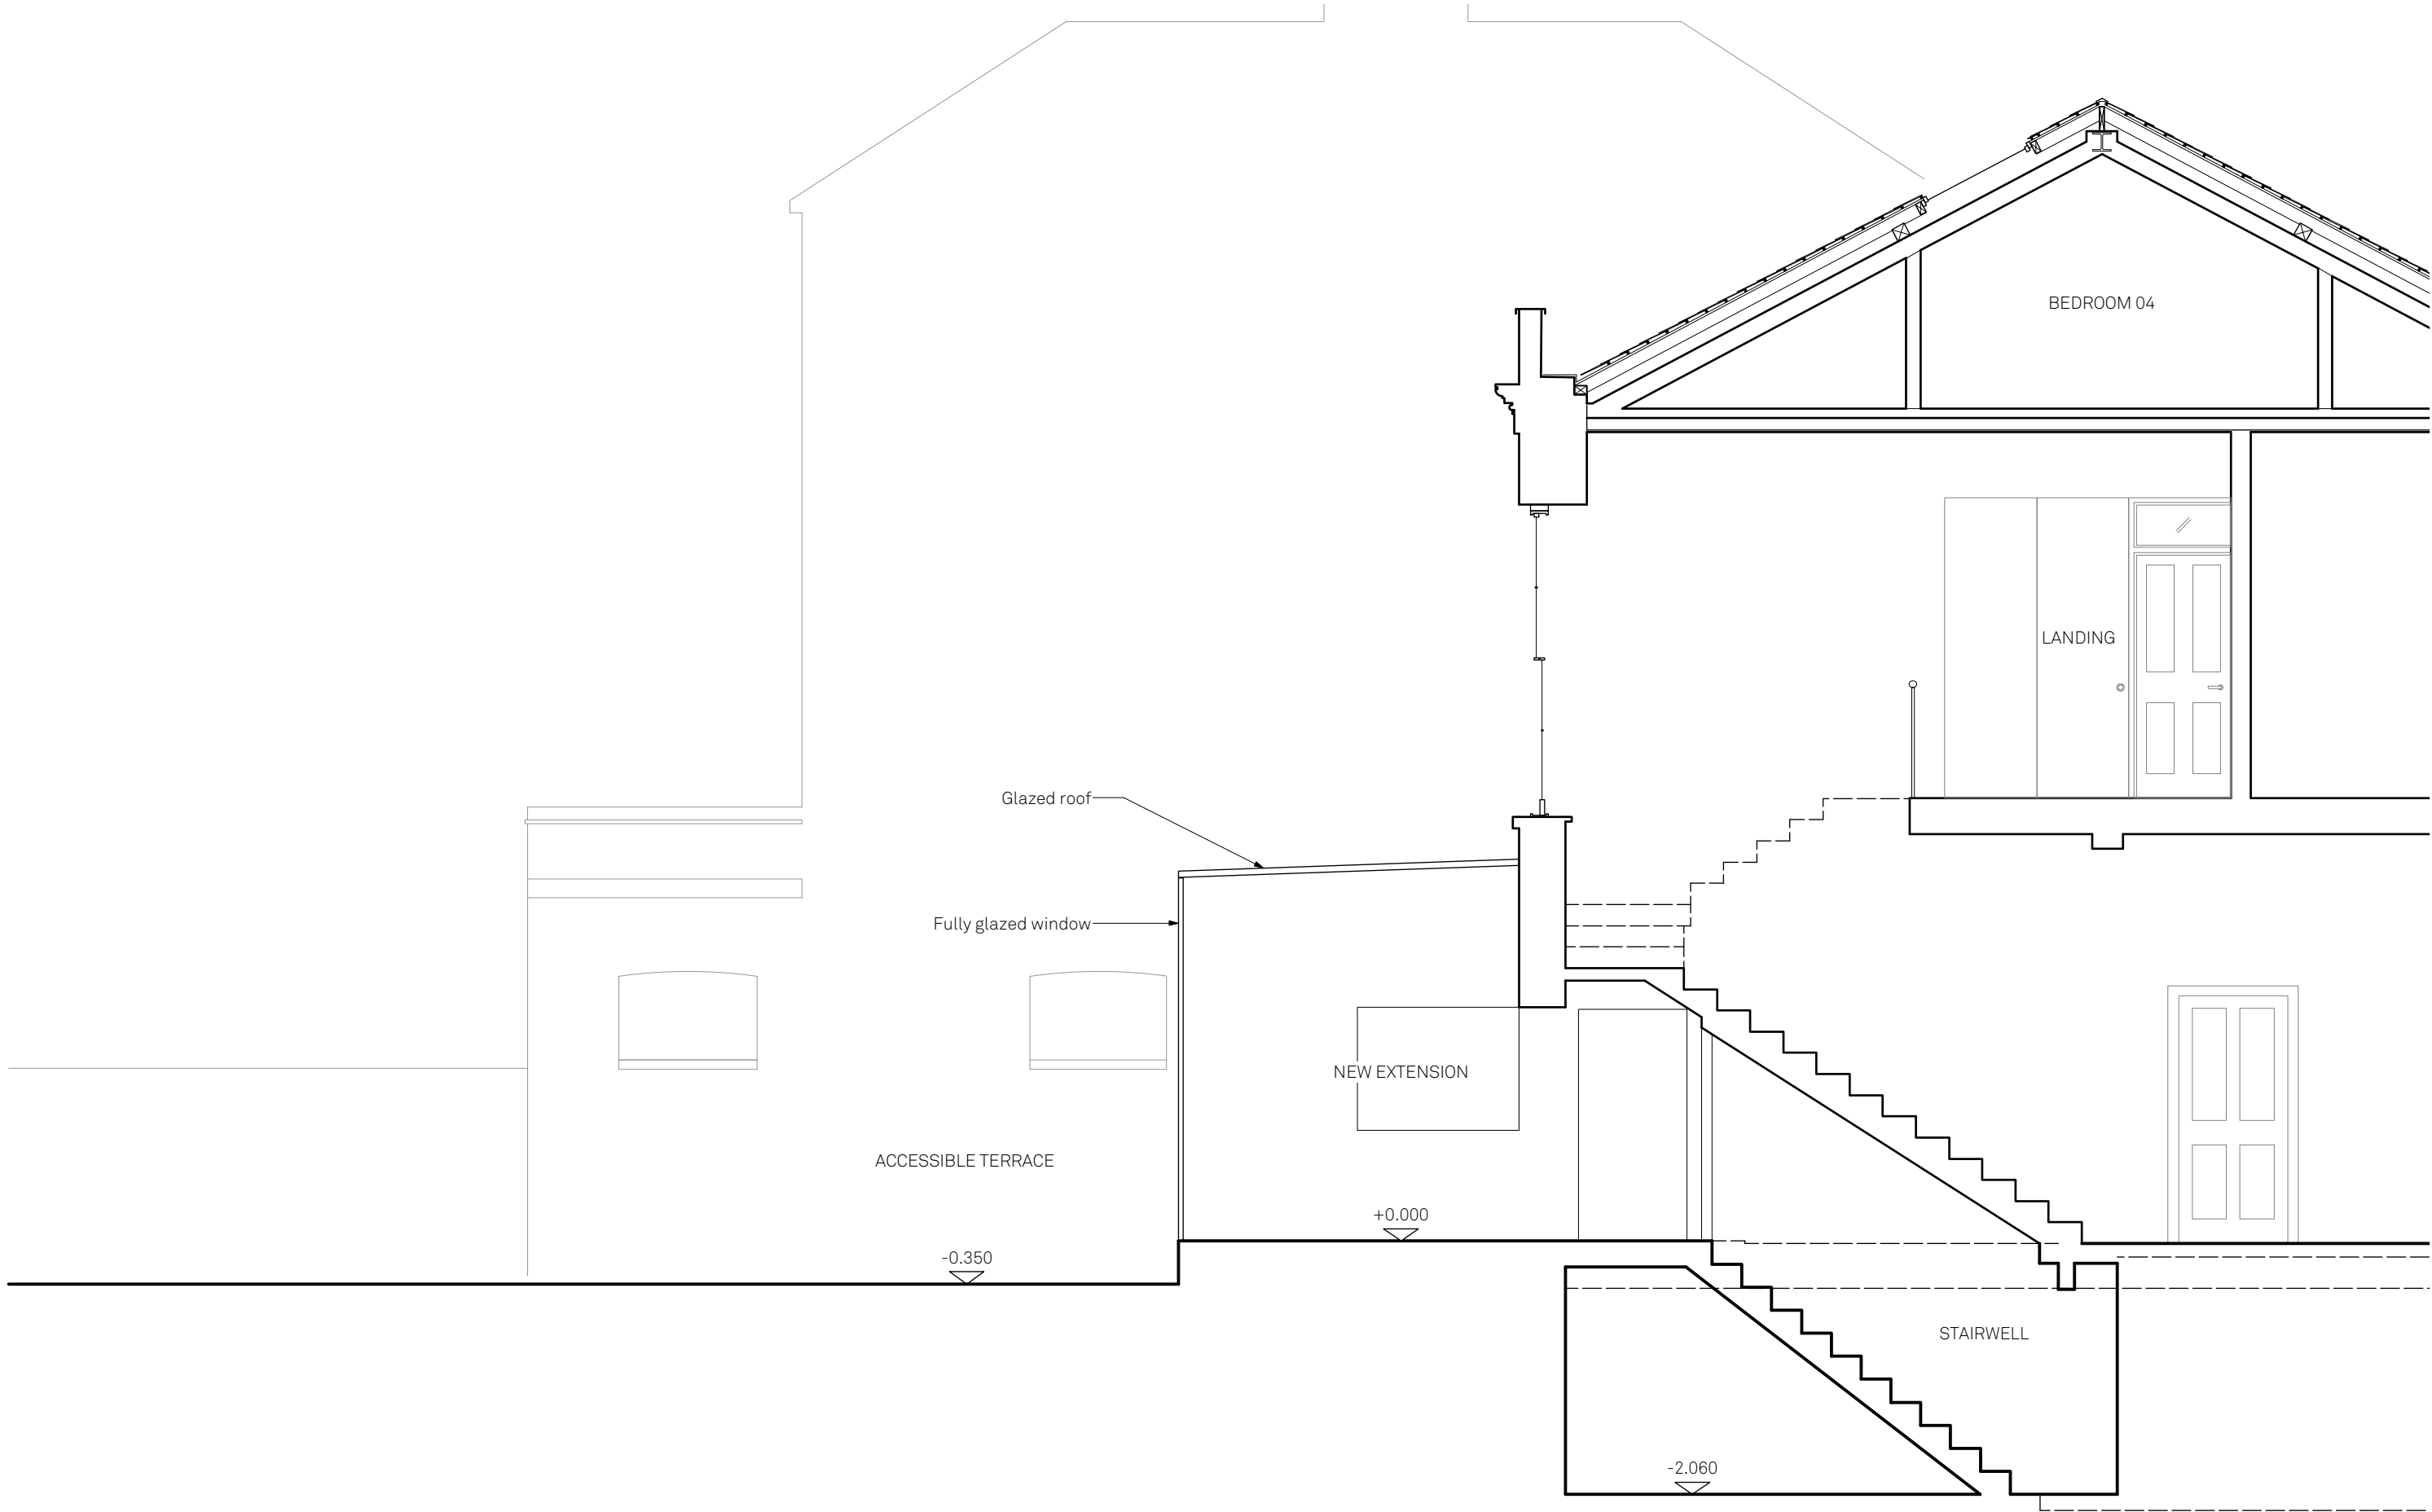 BEDROOM 04
LANDING
Glazed roof
Fully glazed window
NEW EXTENSION
ACCESSIBLE TERRACE
+0.000
-0.350
STAIRWELL
-2.060